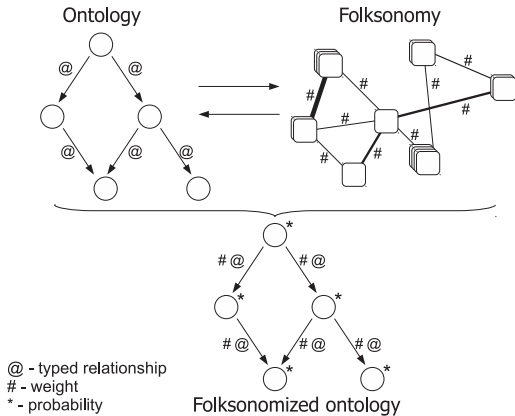 Ontology
Folksonomy
@ @
@ @ @
#
# # #
# #
#
# #
* 
# @ # @
* *
# @ # @ # @
* *
@ - typed relationship
# - weight
* - probability
Folksonomized ontology